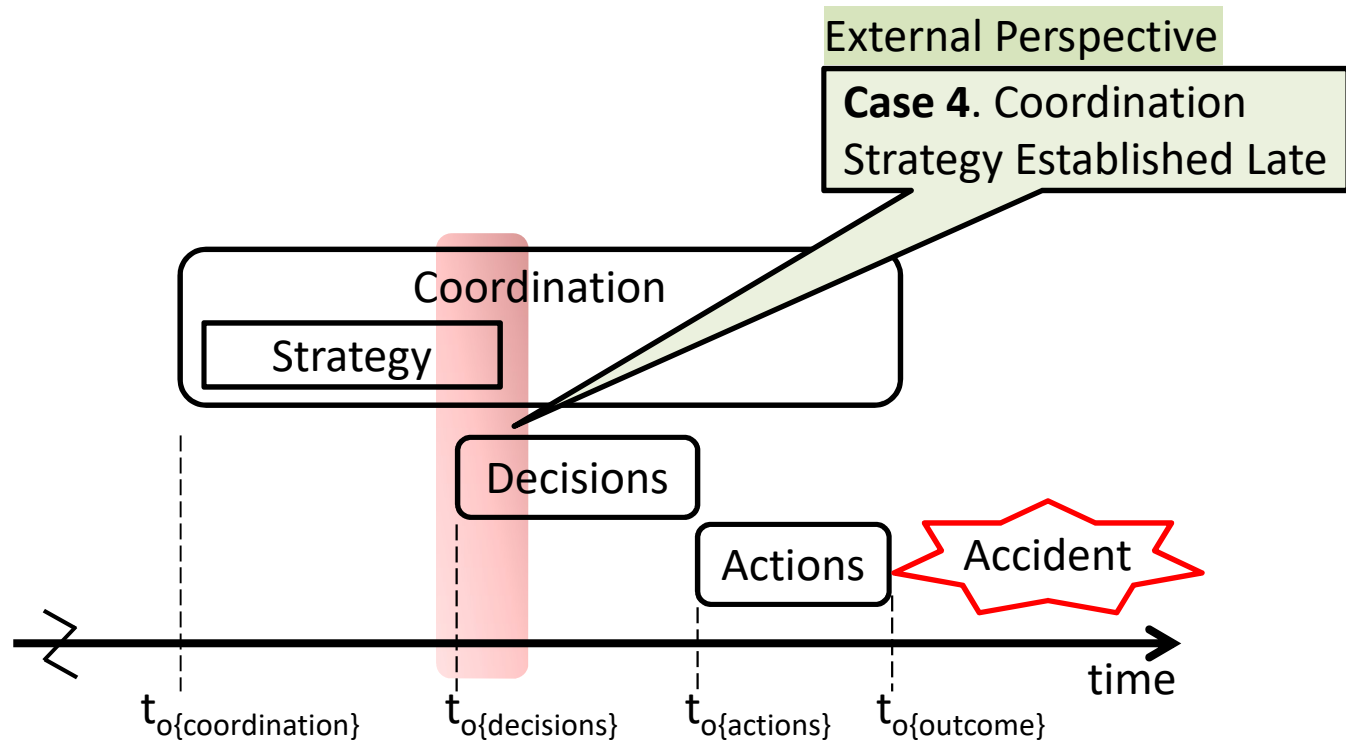 External Perspective
Case 4. Coordination
Strategy Established Late
Coordination
Strategy
Decisions
Actions
Accident
time
to{coordination}
to{decisions}
to{actions}
to{outcome}